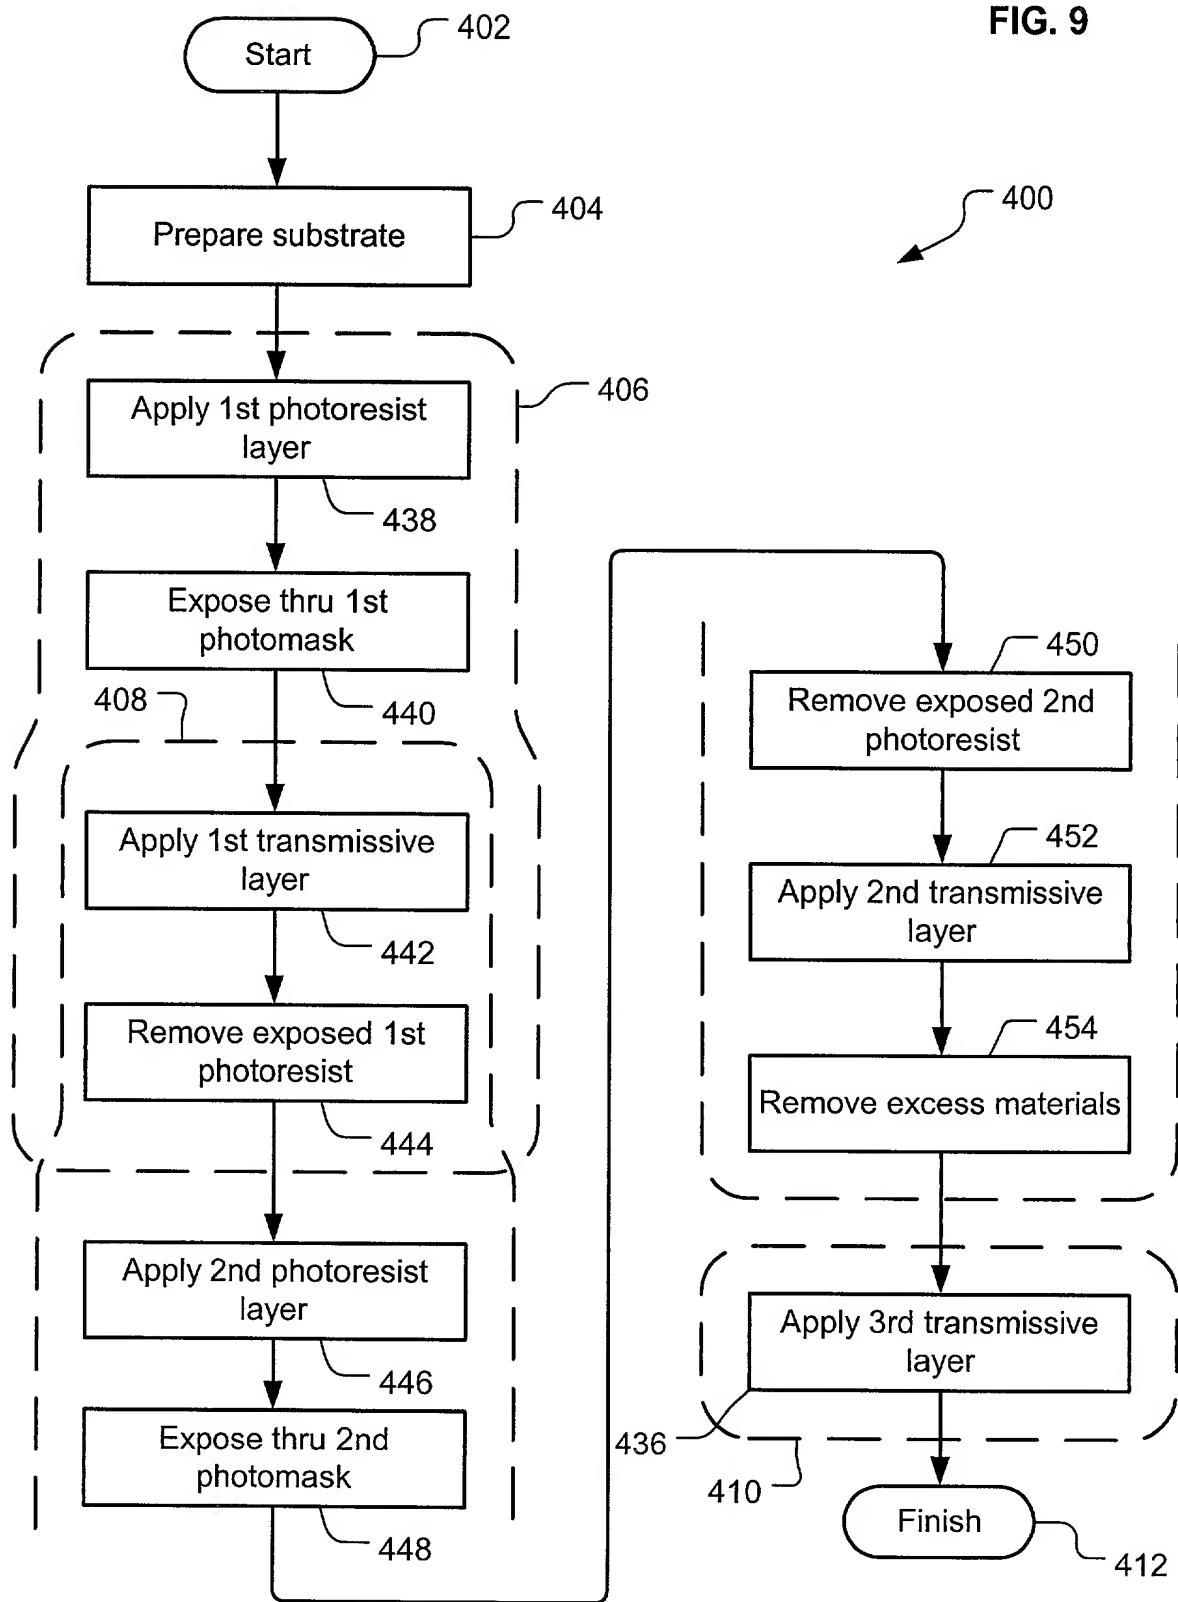 FIG. 9
Start
402
Prepare substrate
404
400
406
Apply 1st photoresist
layer
438
Expose thru 1st
photomask
440
408
Apply 1st transmissive
layer
442
Remove exposed 1st
photoresist
444
Apply 2nd photoresist
layer
446
Expose thru 2nd
photomask
448
450
Remove exposed 2nd
photoresist
452
Apply 2nd transmissive
layer
454
Remove excess materials
Apply 3rd transmissive
layer
436
410
Finish
412